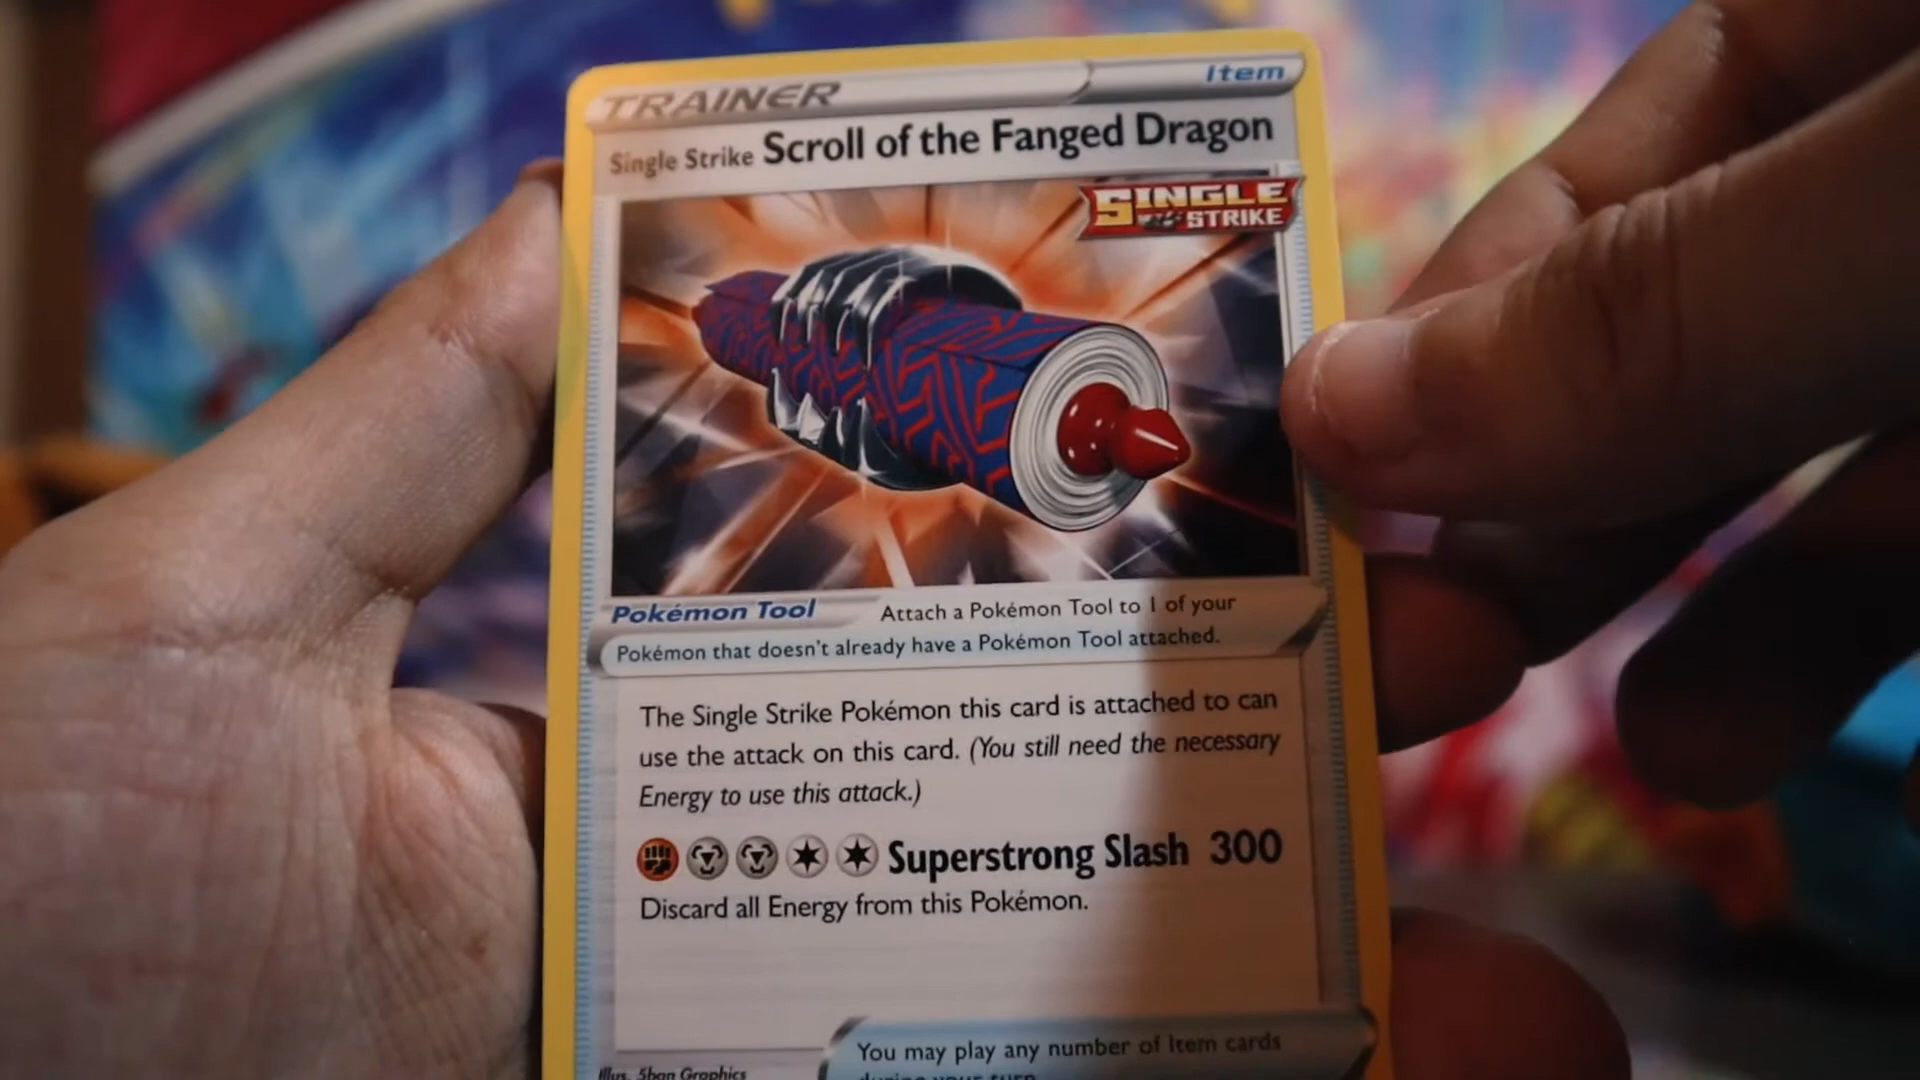 TRAINER Item
Single Strike Scroll of the Fanged Dragon
SINGLE
STRIKE
Pokémon Tool Attach a Pokémon Tool to 1 of your
Pokémon that doesn't already have a Pokémon Tool attached.
The Single Strike Pokémon this card is attached to can
use the attack on this card. (You still need the necessary
Energy to use this attack.)
Superstrong Slash 300
Discard all Energy from this Pokémon.
You may play any number of Item cards
during your turn
Illus. 5ban Graphics